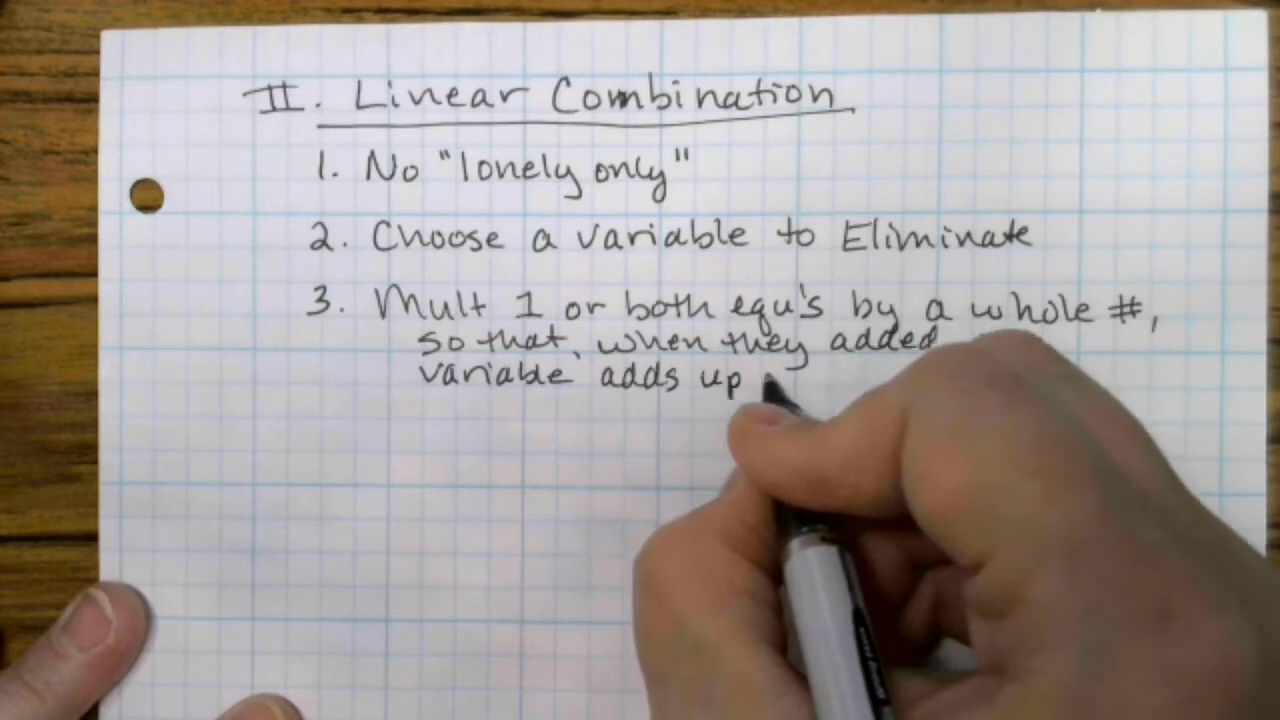 II. Linear Combination
1. No "lonely only"
2. Choose a variable to Eliminate
3. Mult 1 or both equ's by a whole #,
so that, when they added
variable adds up